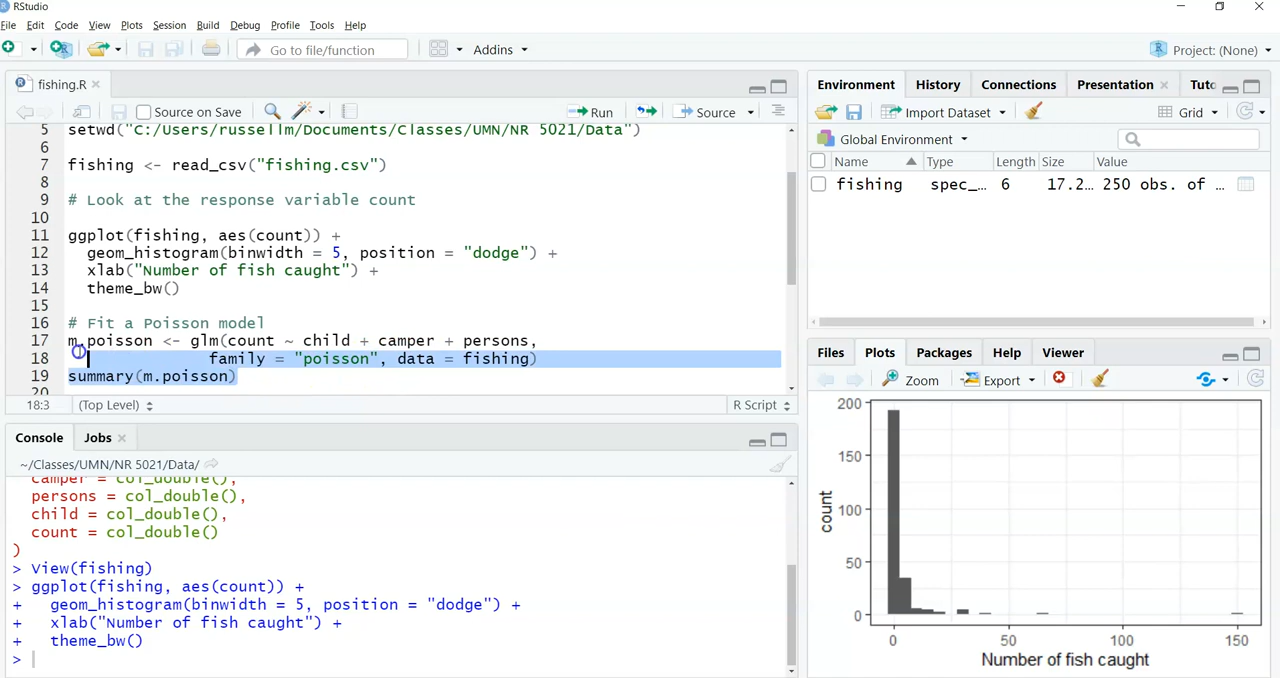 RStudio
File Edit Code View Plots Session Build Debug Profile Tools Help
Go to file/function Addins Project: (None)
fishing.R
Source on Save Run Source
5 setwd("C:/Users/russellm/Documents/Classes/UMN/NR 5021/Data")
6
7 fishing <- read_csv("fishing.csv")
8
9 # Look at the response variable count
10
11 ggplot(fishing, aes(count)) +
12 geom_histogram(binwidth = 5, position = "dodge") +
13 xlab("Number of fish caught") +
14 theme_bw()
15
16 # Fit a Poisson model
17 m.poisson <- glm(count ~ child + camper + persons,
18 family = "poisson", data = fishing)
19 summary(m.poisson)
20
18:3 (Top Level) R Script
Console Jobs
~/Classes/UMN/NR 5021/Data/
camper = col_double(),
persons = col_double(),
child = col_double(),
count = col_double()
)
> View(fishing)
> ggplot(fishing, aes(count)) +
+ geom_histogram(binwidth = 5, position = "dodge") +
+ xlab("Number of fish caught") +
+ theme_bw()
>
Environment History Connections Presentation Tuto
Import Dataset Grid
Global Environment
Name Type Length Size Value
fishing spec_... 6 17.2... 250 obs. of ...
Files Plots Packages Help Viewer
Zoom Export
200
150
100
50
0
count
0 50 100 150
Number of fish caught